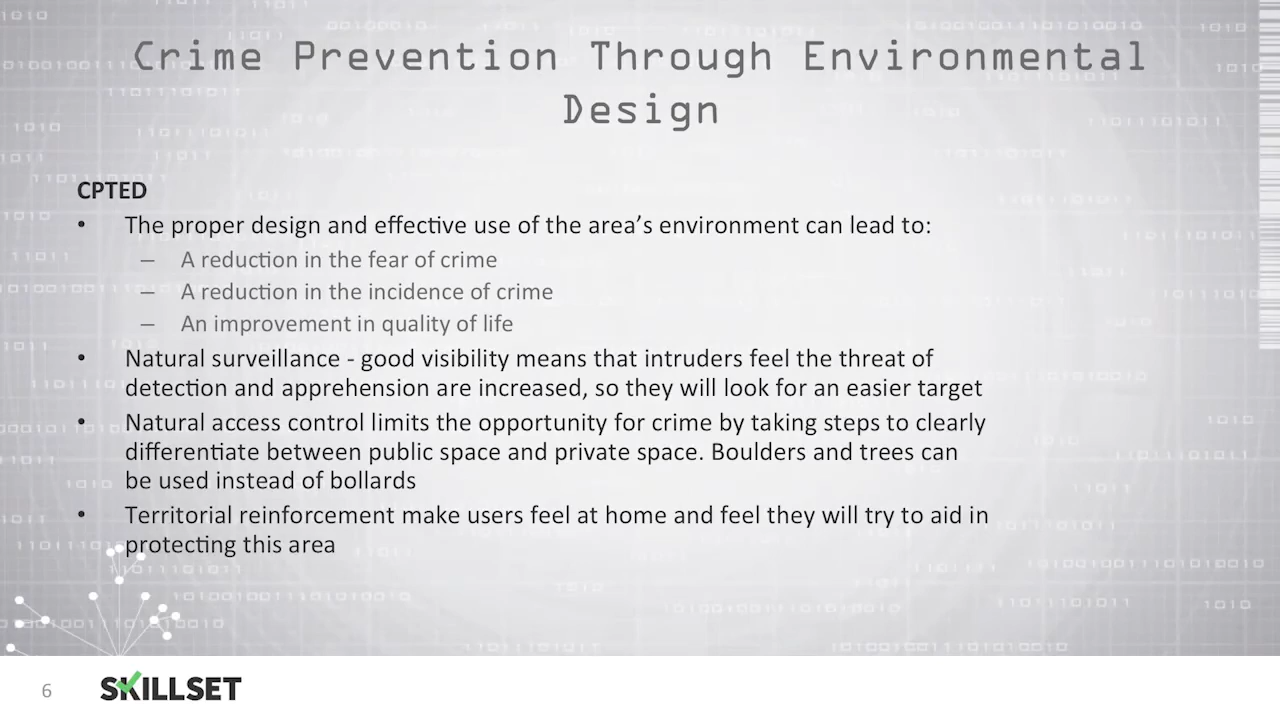 Crime Prevention Through Environmental
Design
CPTED
• The proper design and effective use of the area's environment can lead to:
– A reduction in the fear of crime
– A reduction in the incidence of crime
– An improvement in quality of life
• Natural surveillance - good visibility means that intruders feel the threat of
detection and apprehension are increased, so they will look for an easier target
• Natural access control limits the opportunity for crime by taking steps to clearly
differentiate between public space and private space. Boulders and trees can
be used instead of bollards
• Territorial reinforcement make users feel at home and feel they will try to aid in
protecting this area
6
SKILLSET